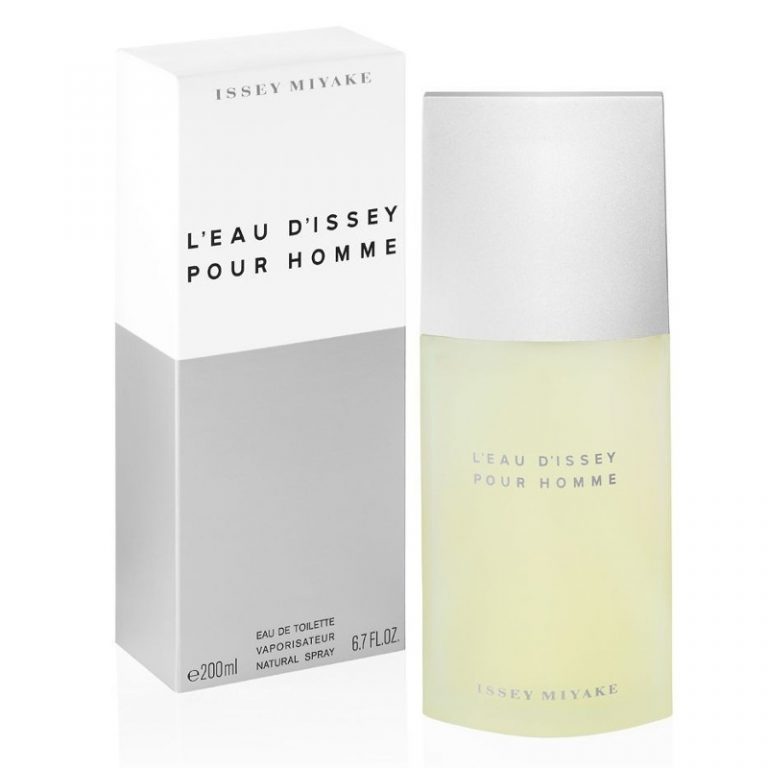 ISSEY MIYAKE
L'EAU D'ISSEY
POUR HOMME
EAU DE TOILETTE
VAPORISATEUR
NATURAL SPRAY
℮200ml
6.7 FL.OZ.
L'EAU D'ISSEY
POUR HOMME
ISSEY MIYAKE